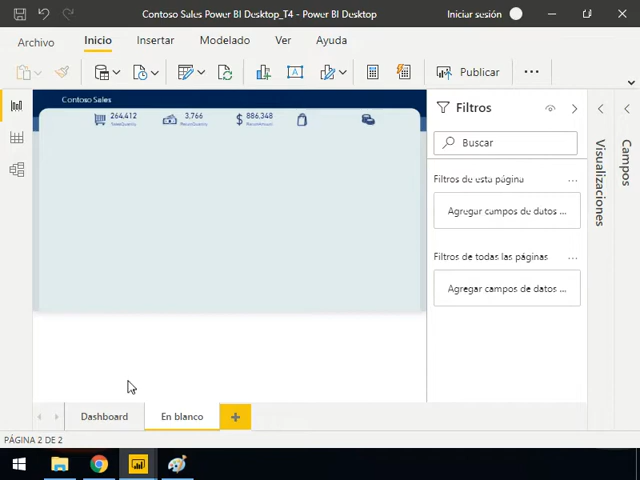 Contoso Sales Power BI Desktop_T4 - Power BI Desktop
Iniciar sesión
Archivo
Inicio
Insertar
Modelado
Ver
Ayuda
Publicar
Contoso Sales
264,412
3,766
886,348
Filtros
Buscar
Filtros de esta página
Agregar campos de datos ...
Filtros de todas las páginas
Agregar campos de datos ...
Visualizaciones
Campos
Dashboard
En blanco
PÁGINA 2 DE 2